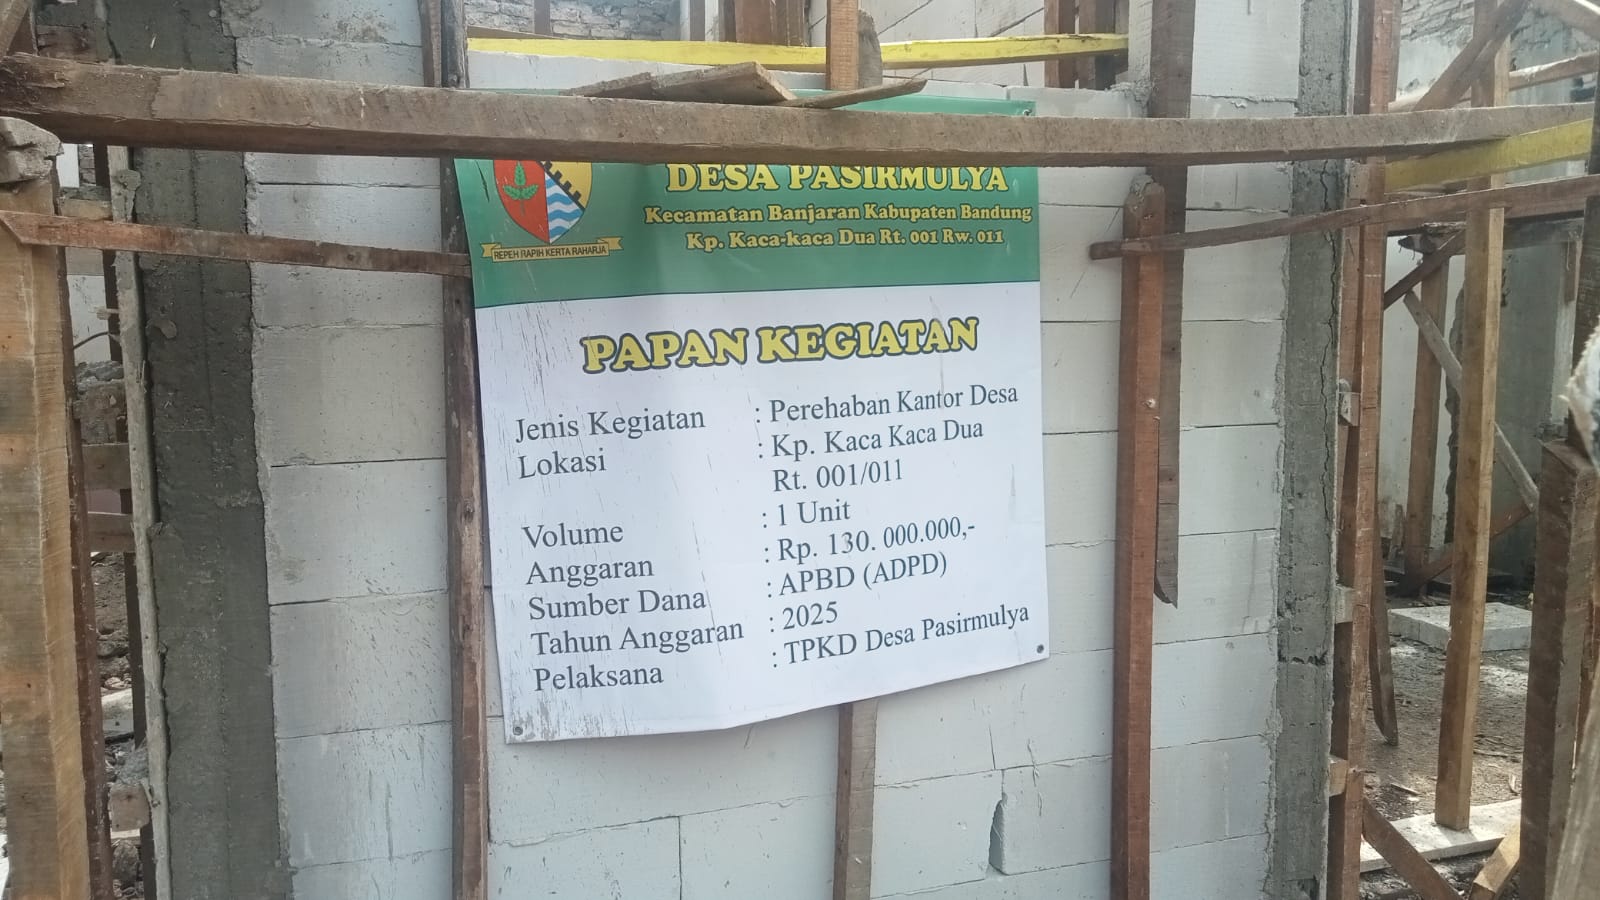 DESA PASIRMULYA
Kecamatan Banjaran Kabupaten Bandung
Kp. Kaca-kaca Dua Rt. 001 Rw. 011
REPEH RAPIH KERTA RAHARJA
PAPAN KEGIATAN
Jenis Kegiatan : Perehaban Kantor Desa
Lokasi : Kp. Kaca Kaca Dua
Rt. 001/011
Volume : 1 Unit
Anggaran : Rp. 130. 000.000,-
Sumber Dana : APBD (ADPD)
Tahun Anggaran : 2025
Pelaksana : TPKD Desa Pasirmulya